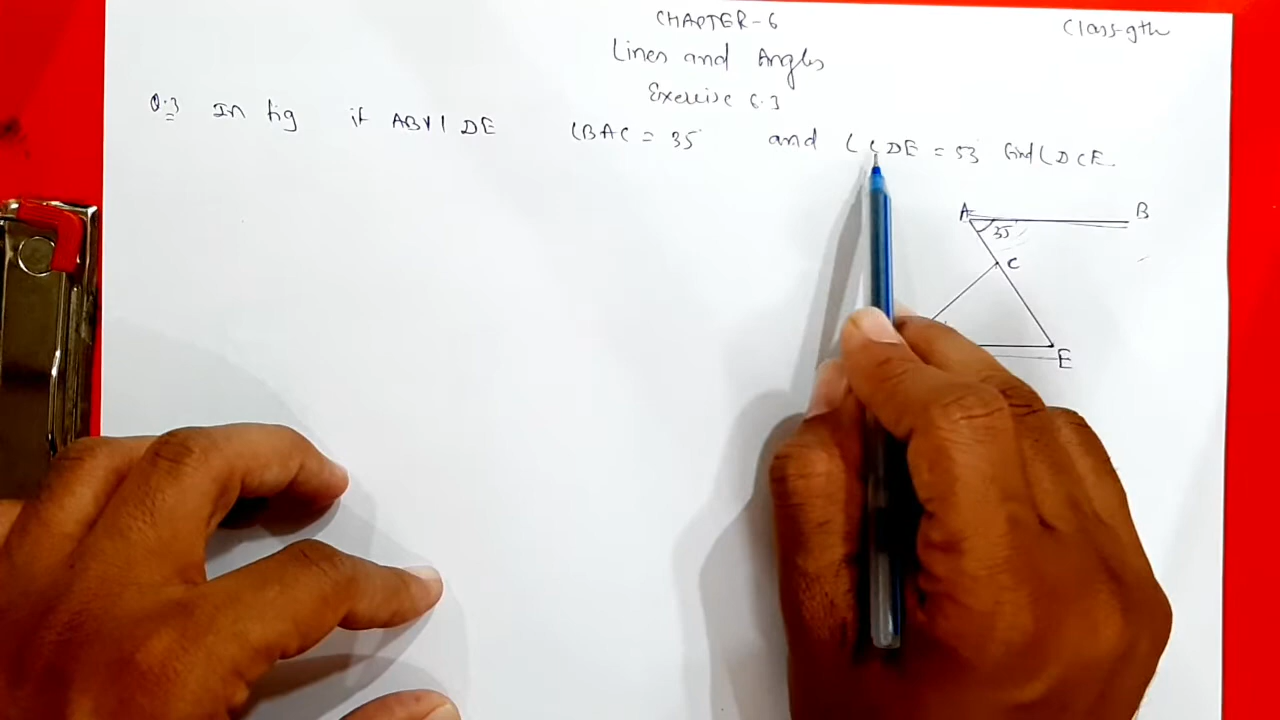 CHAPTER-6
Class-9th
Lines and Angles
Exercise 6.3
Q.3 In fig if AB || DE ∠BAC = 35° and ∠CDE = 53 find ∠DCE
A B
35°
C
E